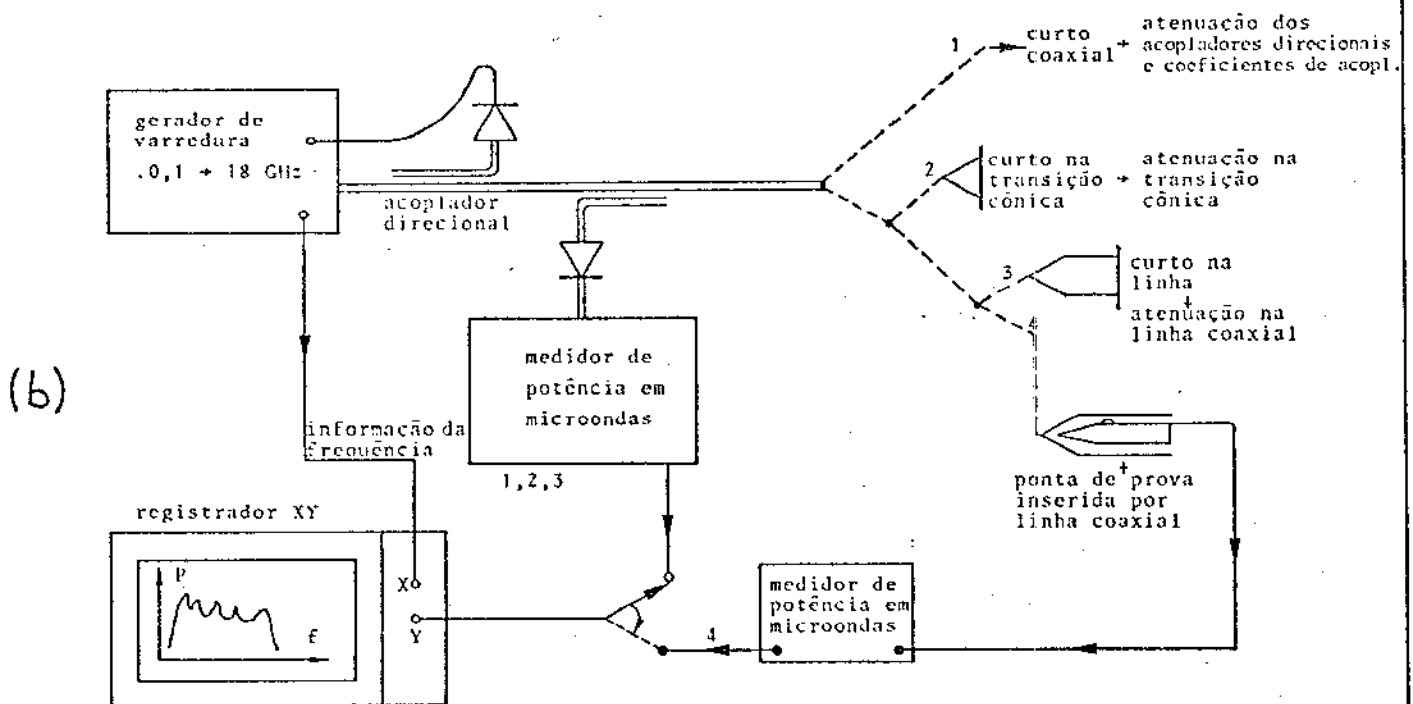 1
curto
coaxial → atenuação dos
acopladores direcionais
e coeficientes de acopl.
gerador de
varredura
.0,1 → 18 GHz
acoplador
direcional
2
curto na
transição
cônica
→ atenuação na
transição
cônica
3
curto na
linha
↓
atenuação na
linha coaxial
4
medidor de
potência em
microondas
1,2,3
(b)
informação da
frequência
ponta de prova
inserida por
linha coaxial
registrador XY
P
f
X
Y
4
medidor de
potência em
microondas